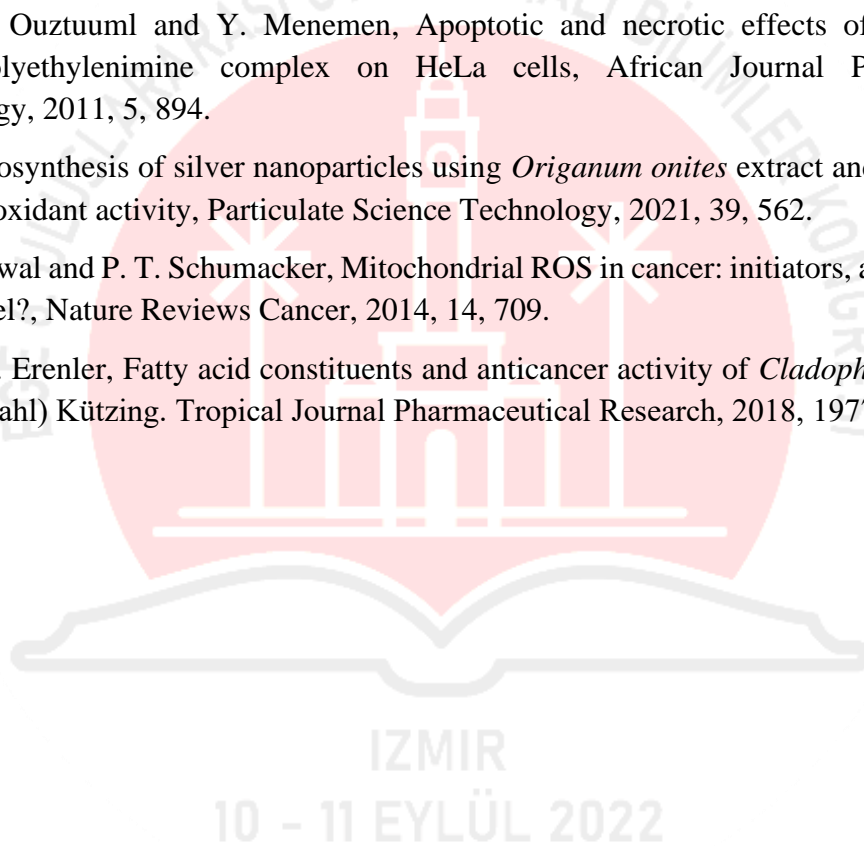 Ouztuuml and Y. Menemen, Apoptotic and necrotic effects of
lyethylenimine complex on HeLa cells, African Journal P
gy, 2011, 5, 894.
osynthesis of silver nanoparticles using Origanum onites extract and
oxidant activity, Particulate Science Technology, 2021, 39, 562.
wal and P. T. Schumacker, Mitochondrial ROS in cancer: initiators, a
el?, Nature Reviews Cancer, 2014, 14, 709.
. Erenler, Fatty acid constituents and anticancer activity of Cladoph
ahl) Kützing. Tropical Journal Pharmaceutical Research, 2018, 1977
IZMIR
10 - 11 EYLÜL 2022